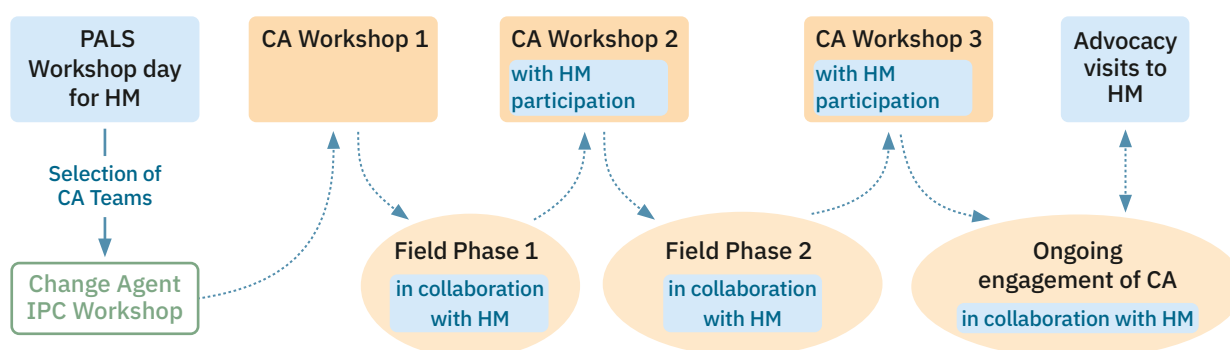 PALS
Workshop day
for HM
Selection of
CA Teams
Change Agent
IPC Workshop
CA Workshop 1
Field Phase 1
in collaboration
with HM
CA Workshop 2
with HM
participation
Field Phase 2
in collaboration
with HM
CA Workshop 3
with HM
participation
Ongoing
engagement of CA
in collaboration with HM
Advocacy
visits to
HM